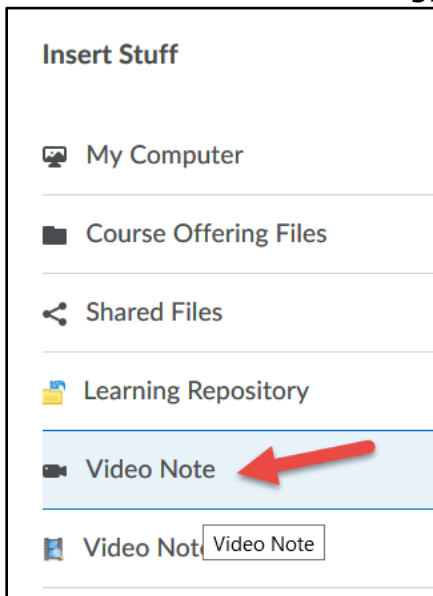 Insert Stuff
My Computer
Course Offering Files
Shared Files
Learning Repository
Video Note
Video Not
Video Note